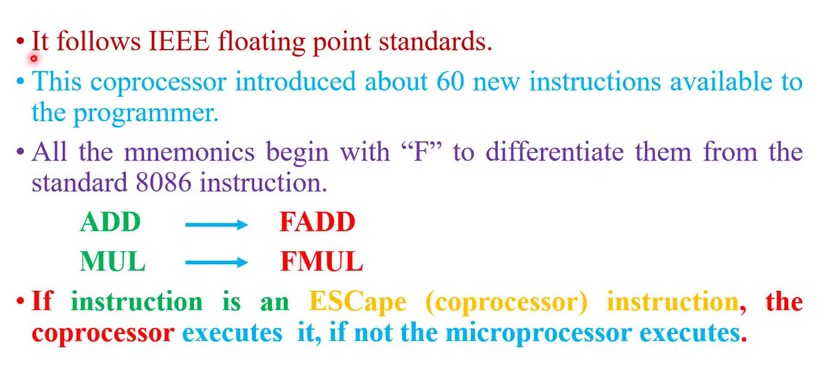 • It follows IEEE floating point standards.
• This coprocessor introduced about 60 new instructions available to
the programmer.
• All the mnemonics begin with “F” to differentiate them from the
standard 8086 instruction.
ADD FADD
MUL FMUL
• If instruction is an ESCape (coprocessor) instruction, the
coprocessor executes it, if not the microprocessor executes.